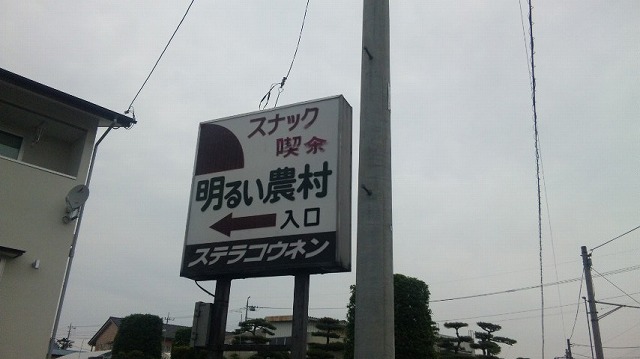 スナック
喫余
明るい農村
入口
ステラコウネン